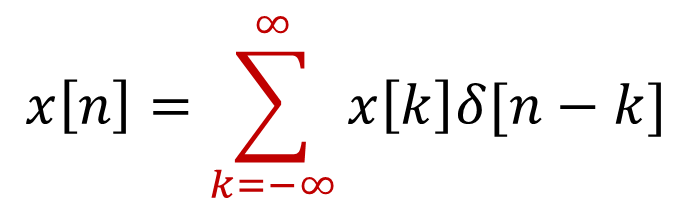 x[n] = ∑_{k=−∞}^{∞} x[k]δ[n − k]